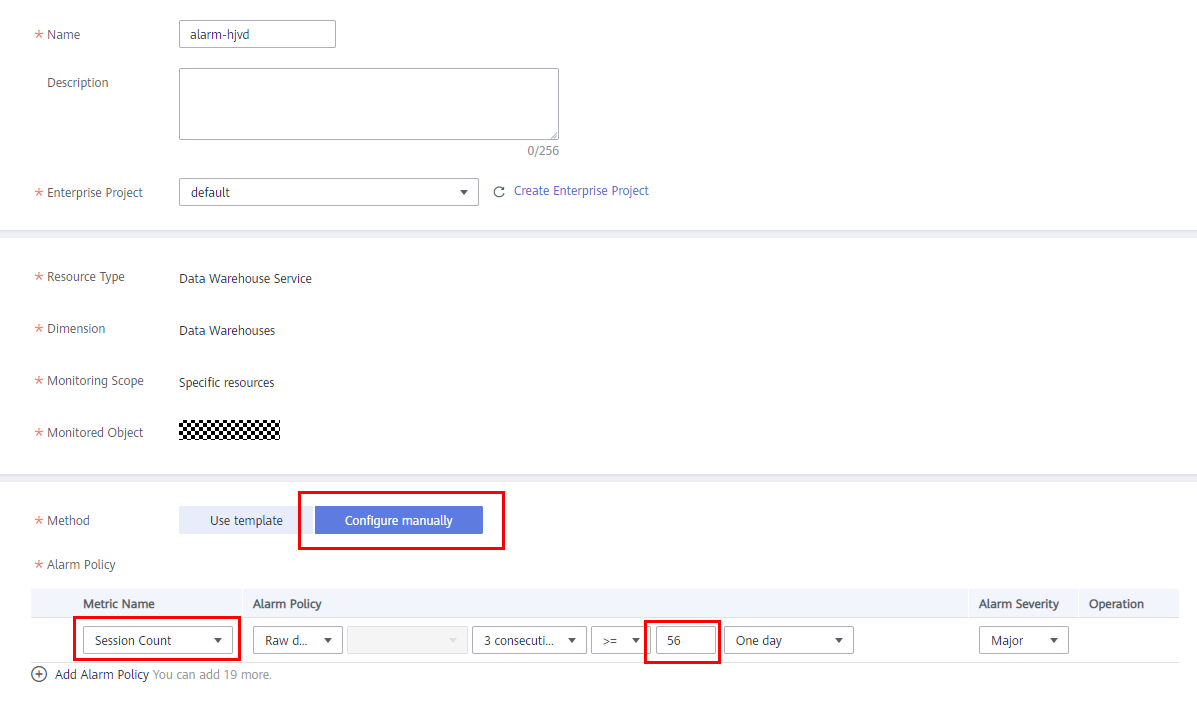 * Name alarm-hjvd
Description
0/256
* Enterprise Project default Create Enterprise Project
* Resource Type Data Warehouse Service
* Dimension Data Warehouses
* Monitoring Scope Specific resources
* Monitored Object
* Method Use template Configure manually
* Alarm Policy
Metric Name Alarm Policy Alarm Severity Operation
Session Count Raw d... 3 consecuti... >= 56 One day Major
Add Alarm Policy You can add 19 more.